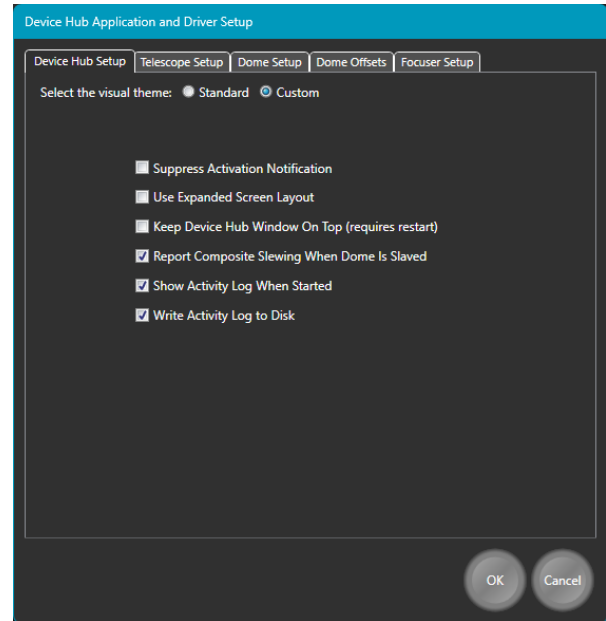 Device Hub Application and Driver Setup
Device Hub Setup Telescope Setup Dome Setup Dome Offsets Focuser Setup
Select the visual theme: Standard Custom
Suppress Activation Notification
Use Expanded Screen Layout
Keep Device Hub Window On Top (requires restart)
Report Composite Slewing When Dome Is Slaved
Show Activity Log When Started
Write Activity Log to Disk
OK Cancel